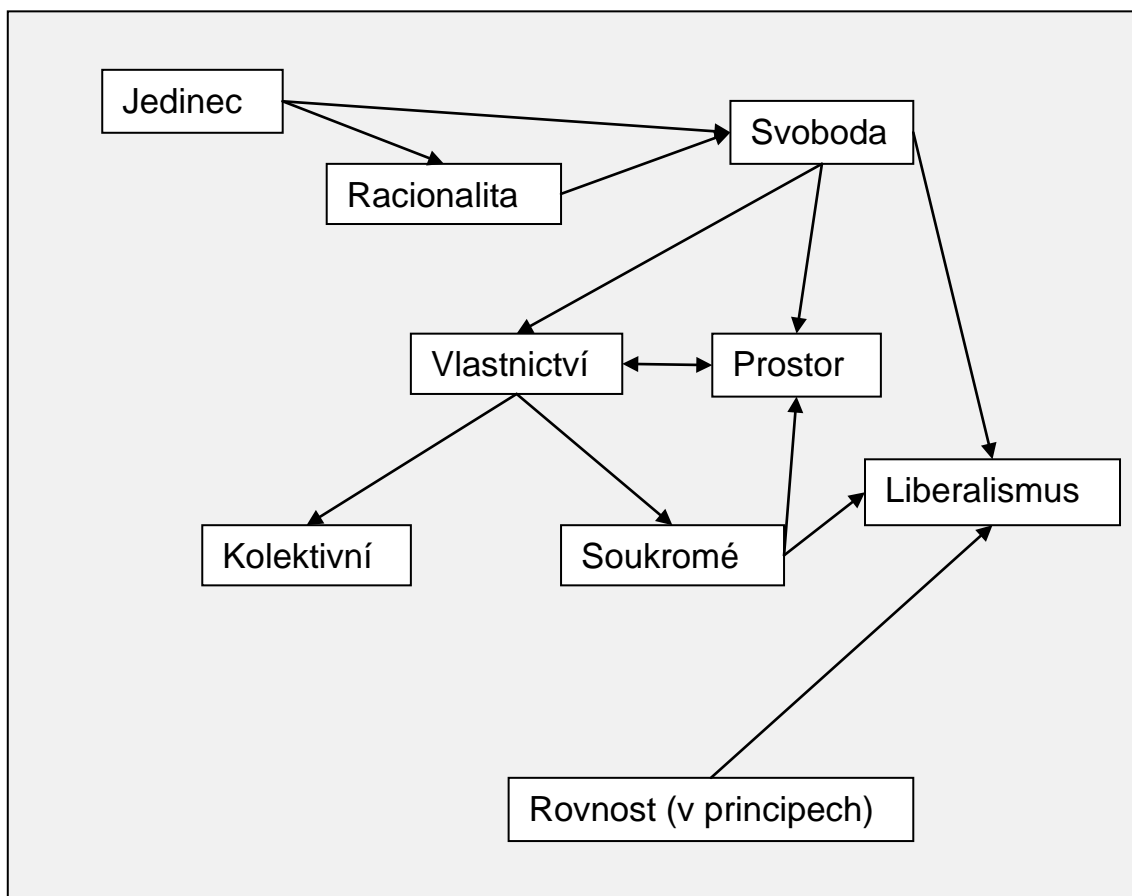 Jedinec
Svoboda
Racionalita
Vlastnictví
Prostor
Liberalismus
Kolektivní
Soukromé
Rovnost (v principech)